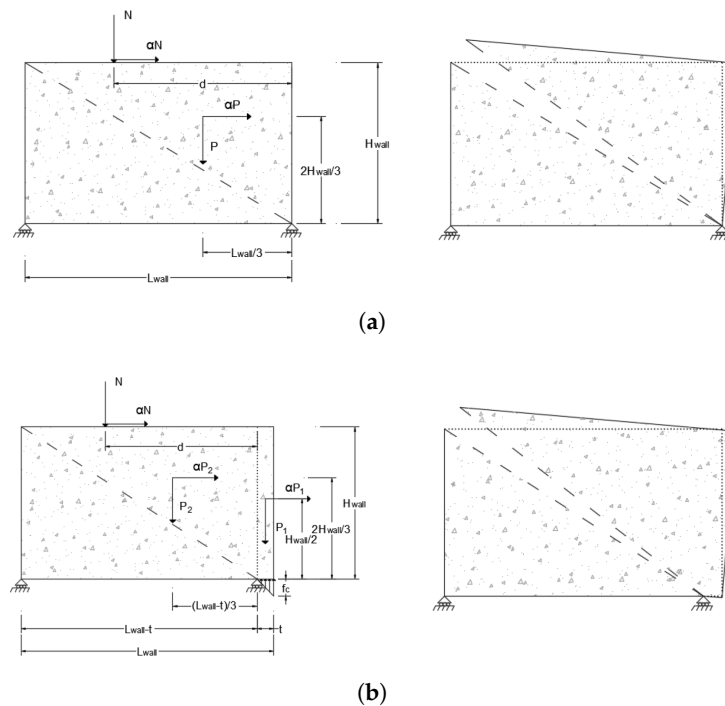 N
αN
d
αP
P
2Hwall/3
Hwall
Lwall/3
Lwall
(a)
N
αN
d
αP2
P2
αP1
P1
Hwall/2
2Hwall/3
Hwall
fc
(Lwall-t)/3
Lwall-t
t
Lwall
(b)